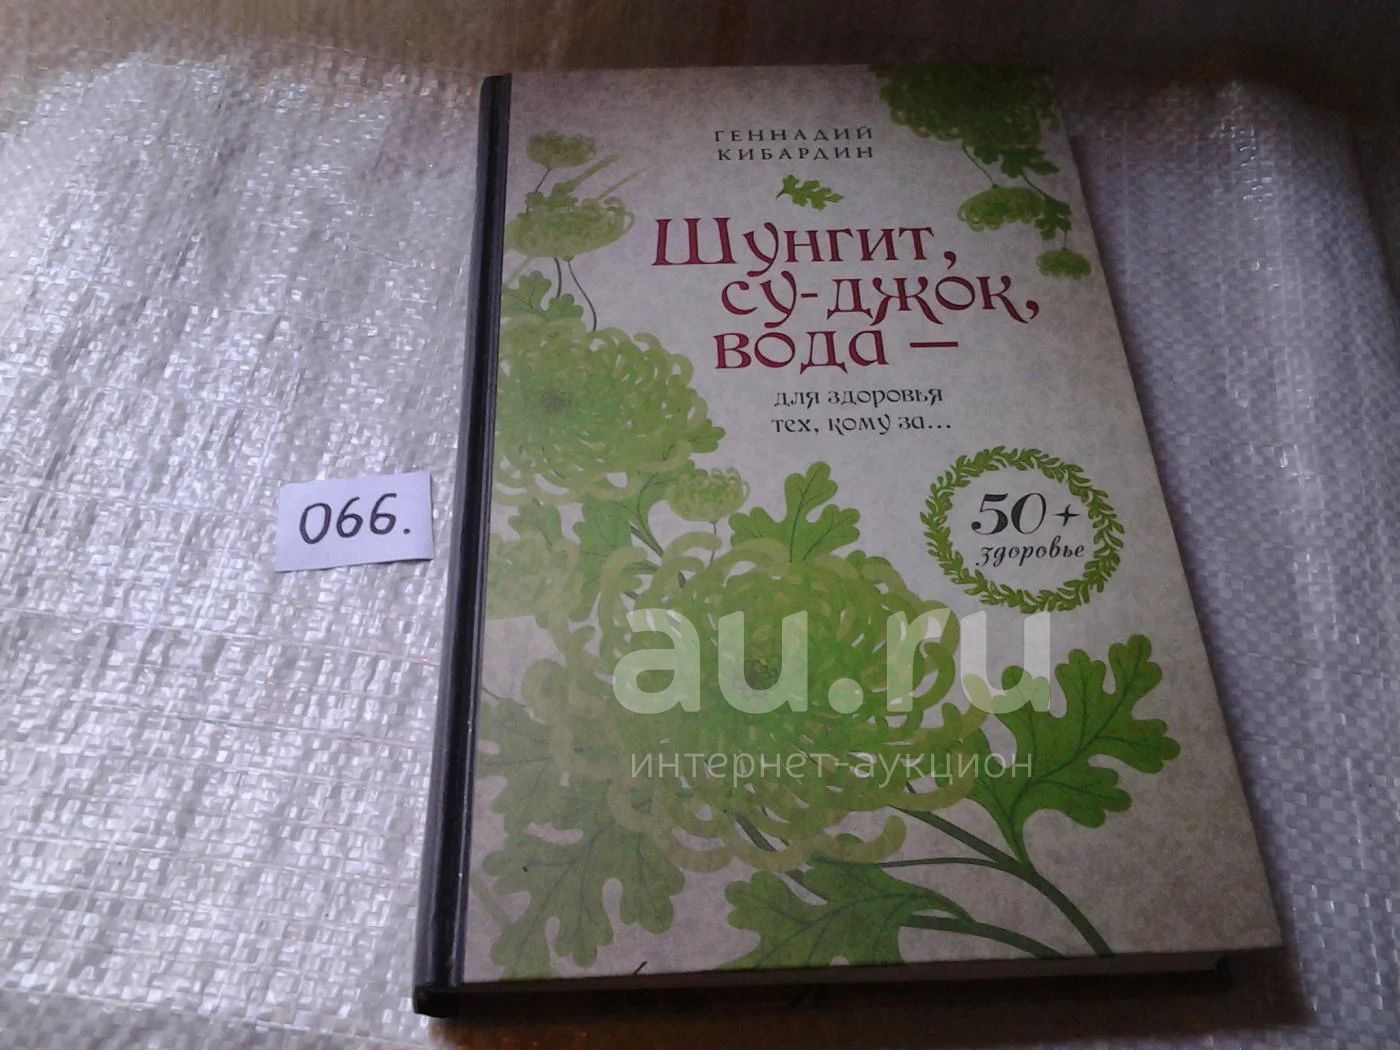 ГЕННАДИЙ
КИБАРДИН
Шунгит,
су-джок,
вода —
для здоровья
тех, кому за...
50+
здоровье
066.
au.ru
интернет-аукцион